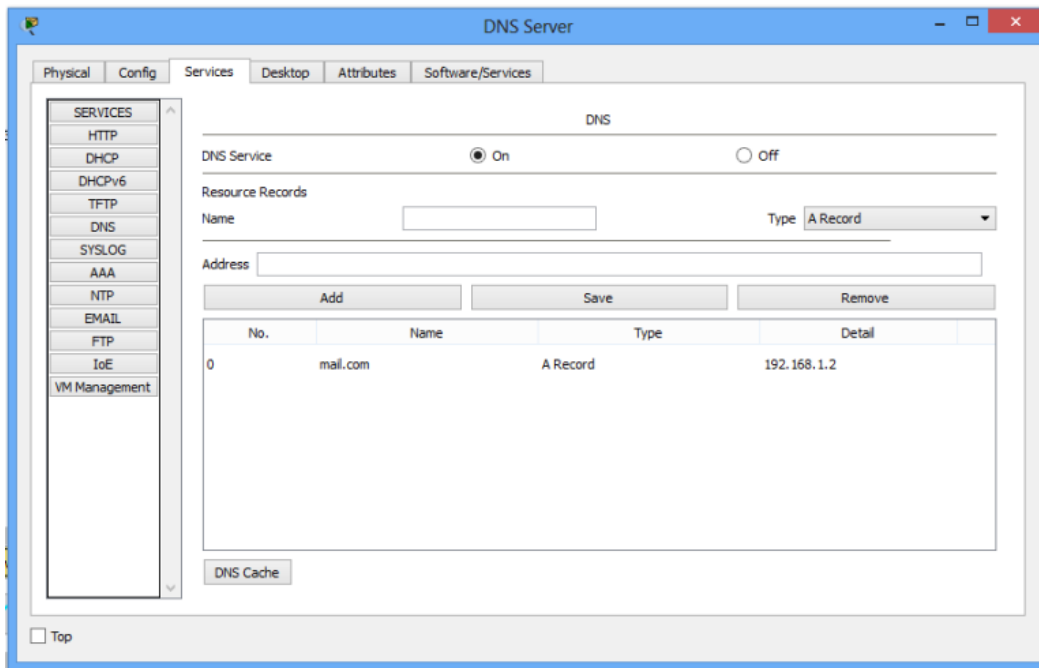 DNS Server
Physical Config Services Desktop Attributes Software/Services
SERVICES
HTTP
DHCP
DHCPv6
TFTP
DNS
SYSLOG
AAA
NTP
EMAIL
FTP
IoE
VM Management
DNS
DNS Service On Off
Resource Records
Name Type A Record
Address
Add Save Remove
No. Name Type Detail
0 mail.com A Record 192.168.1.2
DNS Cache
Top